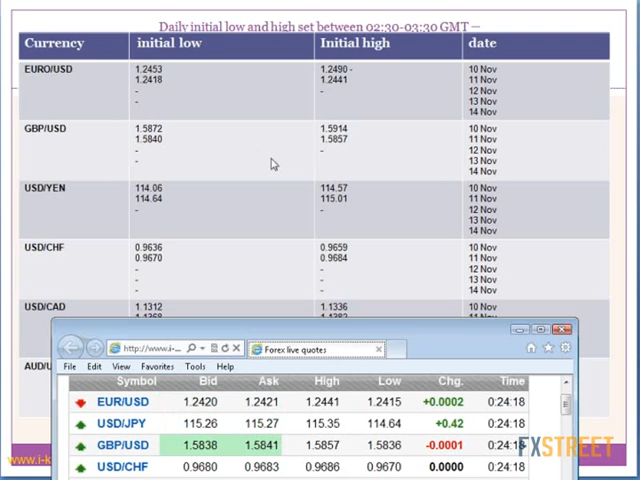 Daily initial low and high set between 02:30-03:30 GMT –
Currency initial low Initial high date
EURO/USD 1.2453 1.2490 - 10 Nov
1.2418 1.2441 11 Nov
- - 12 Nov
- - 13 Nov
14 Nov
GBP/USD 1.5872 1.5914 10 Nov
1.5840 1.5857 11 Nov
- - 12 Nov
- 13 Nov
14 Nov
USD/YEN 114.06 114.57 10 Nov
114.64 115.01 11 Nov
- - 12 Nov
13 Nov
14 Nov
USD/CHF 0.9636 0.9659 10 Nov
0.9670 0.9684 11 Nov
- - 12 Nov
- - 13 Nov
- - 14 Nov
USD/CAD 1.1312 1.1336 10 Nov
AUD/U
http://www.i-...
Forex live quotes
File Edit View Favorites Tools Help
Symbol Bid Ask High Low Chg. Time
EUR/USD 1.2420 1.2421 1.2441 1.2415 +0.0002 0:24:18
USD/JPY 115.26 115.27 115.35 114.64 +0.42 0:24:18
GBP/USD 1.5838 1.5841 1.5857 1.5836 -0.0001 0:24:18
USD/CHF 0.9680 0.9683 0.9686 0.9670 0.0000 0:24:18
FXSTREET
www.i-k